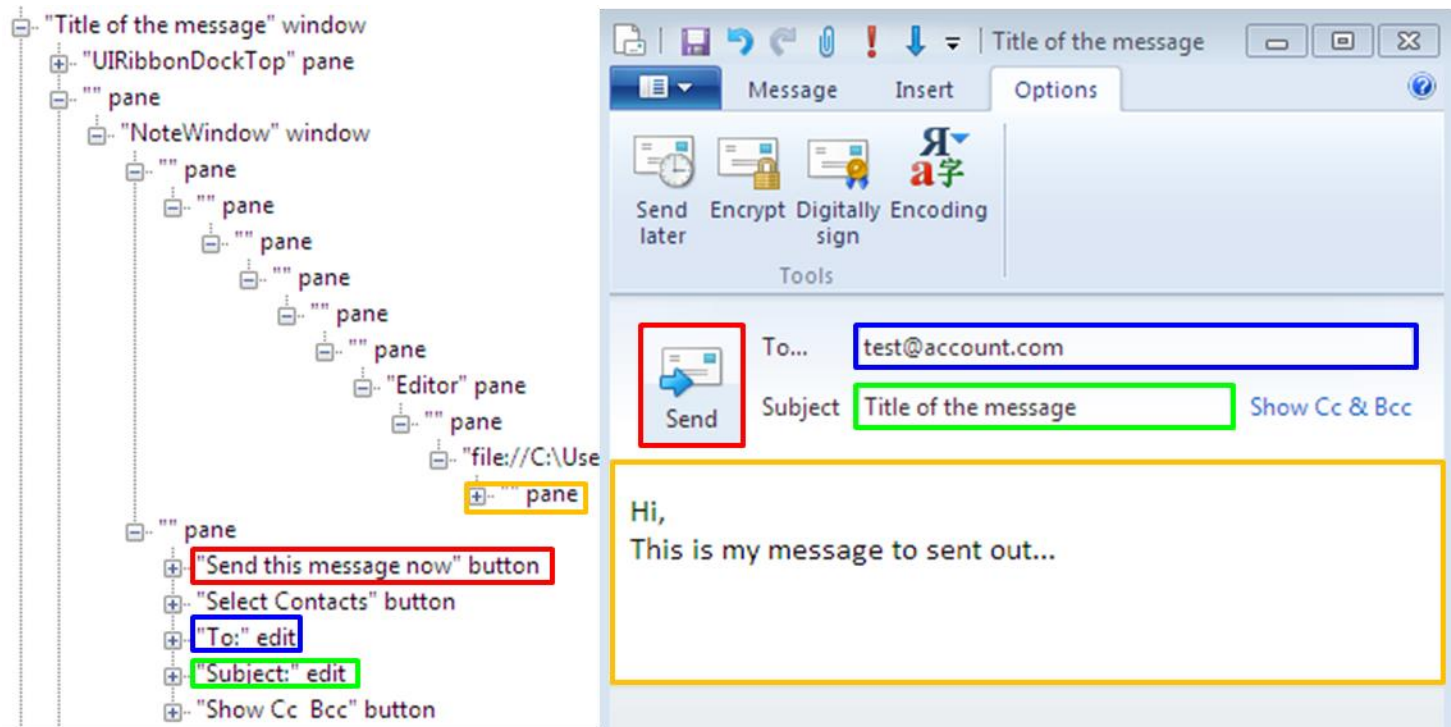 "Title of the message" window
"UIRibbonDockTop" pane
"" pane
"NoteWindow" window
"" pane
"" pane
"" pane
"" pane
"" pane
"" pane
"Editor" pane
"" pane
"file://C:\Use
"" pane
"" pane
"Send this message now" button
"Select Contacts" button
"To:" edit
"Subject:" edit
"Show Cc Bcc" button
Title of the message
Message Insert Options
Я
a字
Send later
Encrypt
Digitally sign
Encoding
Tools
Send
To... test@account.com
Subject Title of the message Show Cc & Bcc
Hi,
This is my message to sent out...